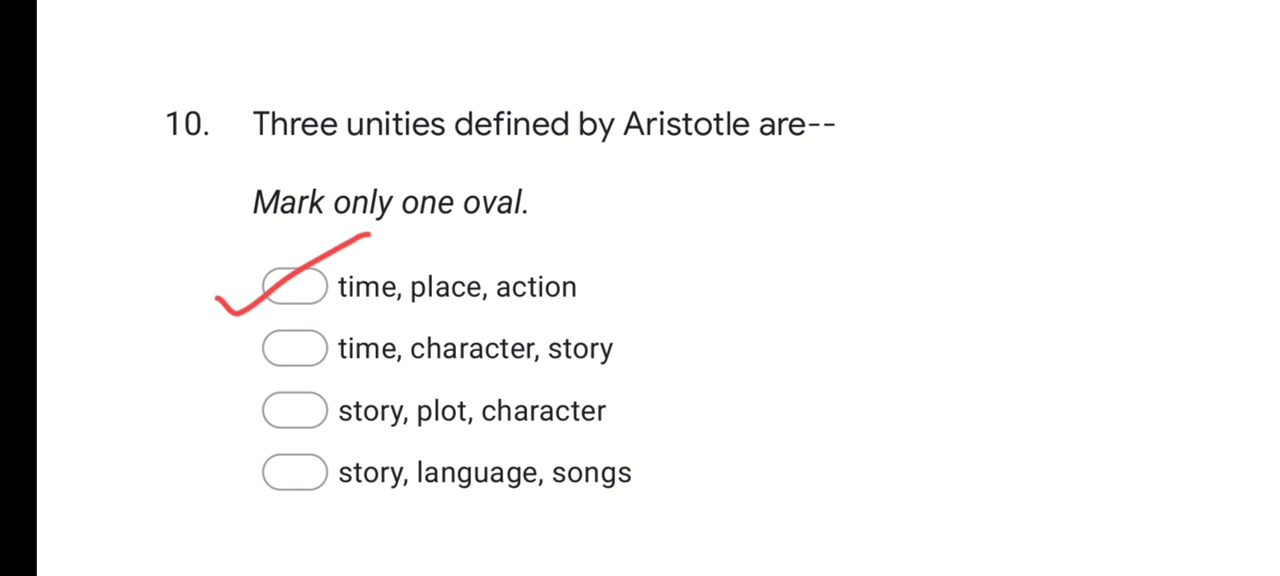 10. Three unities defined by Aristotle are--
Mark only one oval.
time, place, action
time, character, story
story, plot, character
story, language, songs